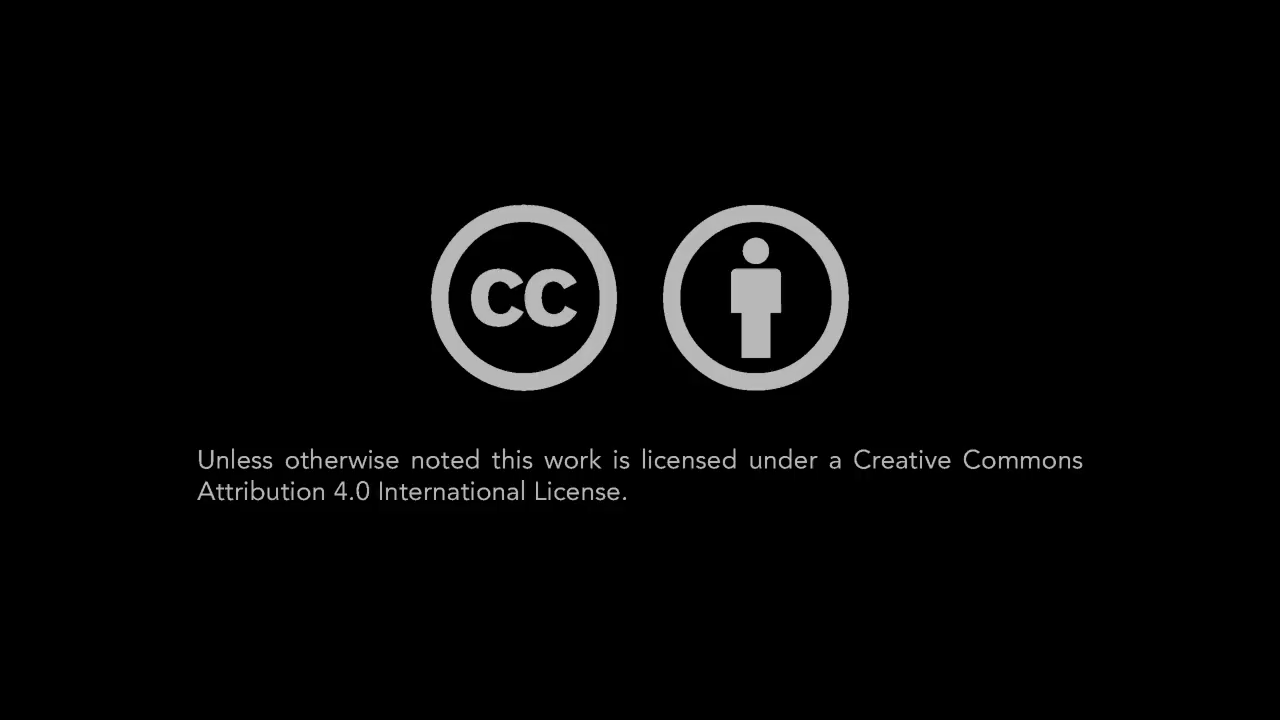 cc
Unless otherwise noted this work is licensed under a Creative Commons
Attribution 4.0 International License.